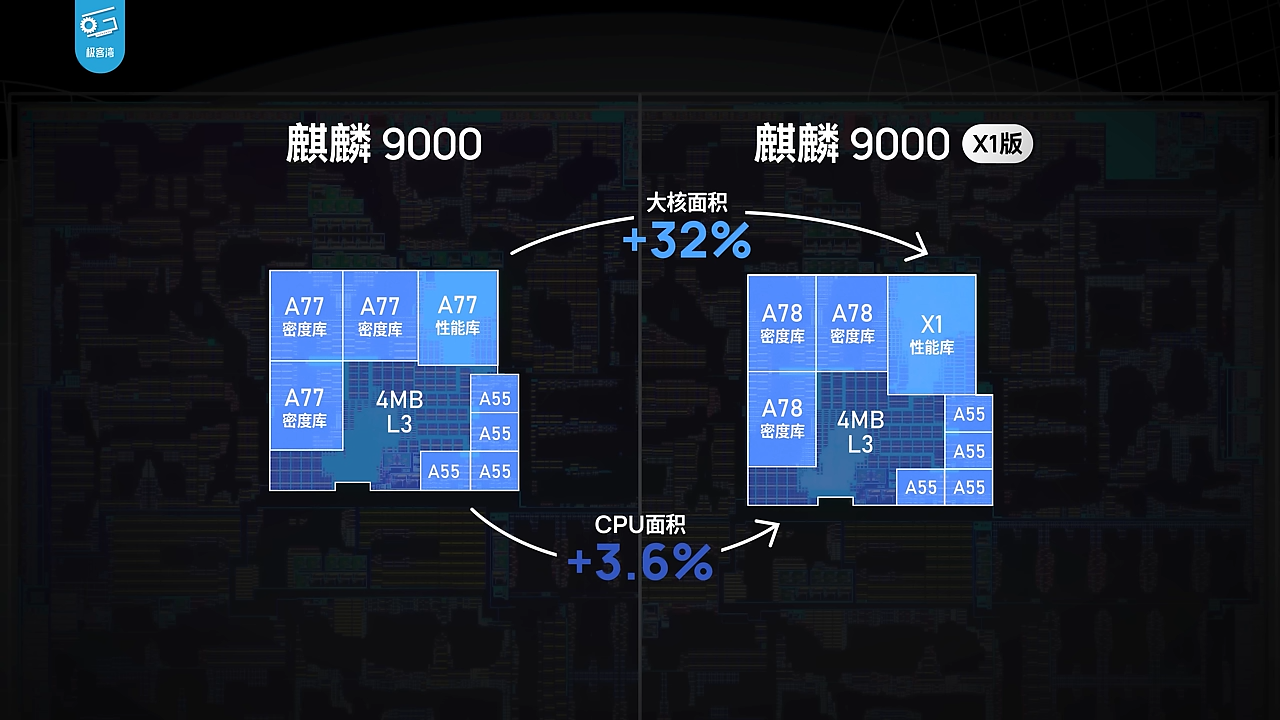 极客湾
麒麟 9000
麒麟 9000 X1版
大核面积
+32%
A77
密度库
A77
密度库
A77
性能库
A77
密度库
4MB
L3
A55
A55
A55
A55
A78
密度库
A78
密度库
X1
性能库
A78
密度库
4MB
L3
A55
A55
A55
A55
CPU面积
+3.6%